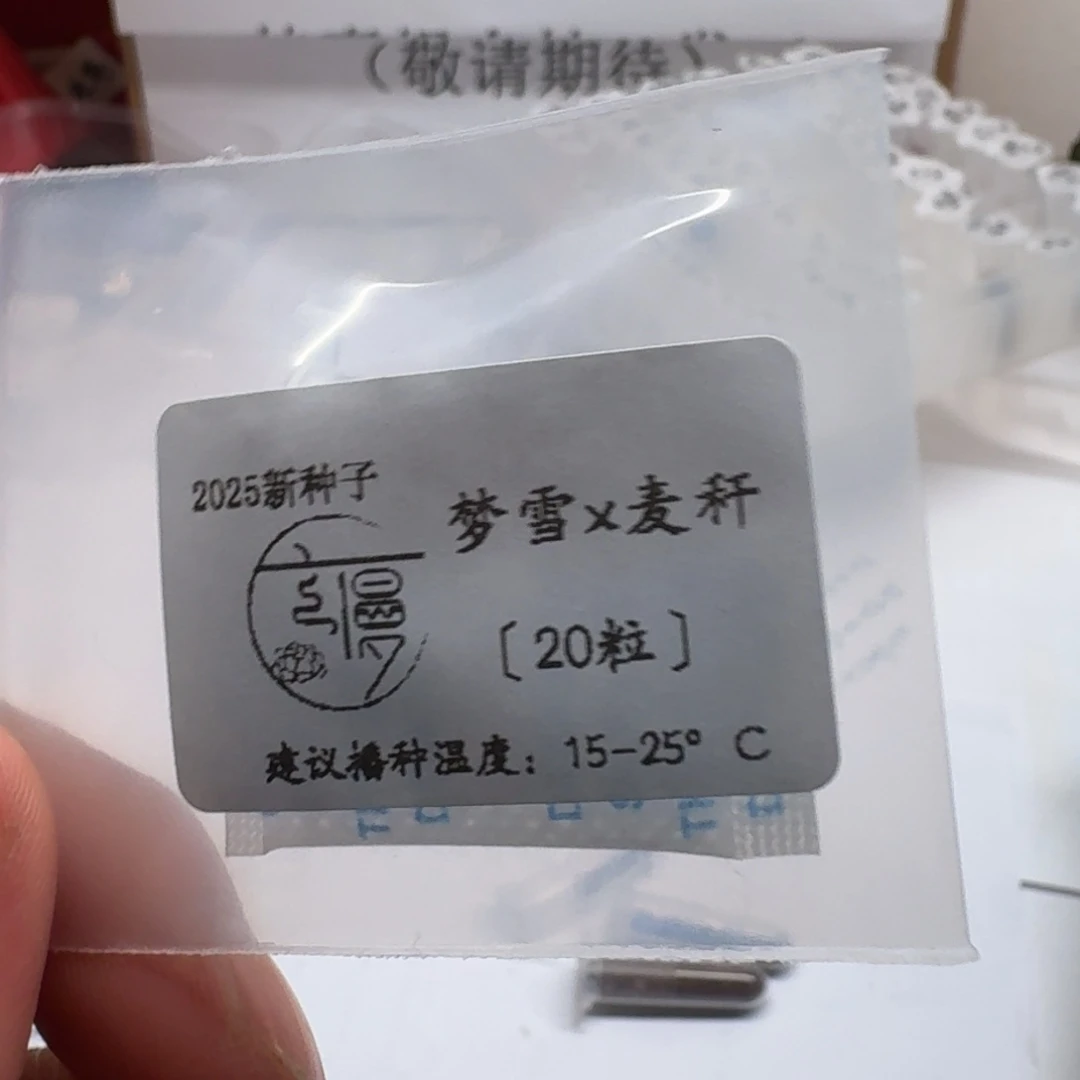 （敬请期待）
2025新种子
梦雪x麦秆
〔20粒〕
建议播种温度：15-25° C